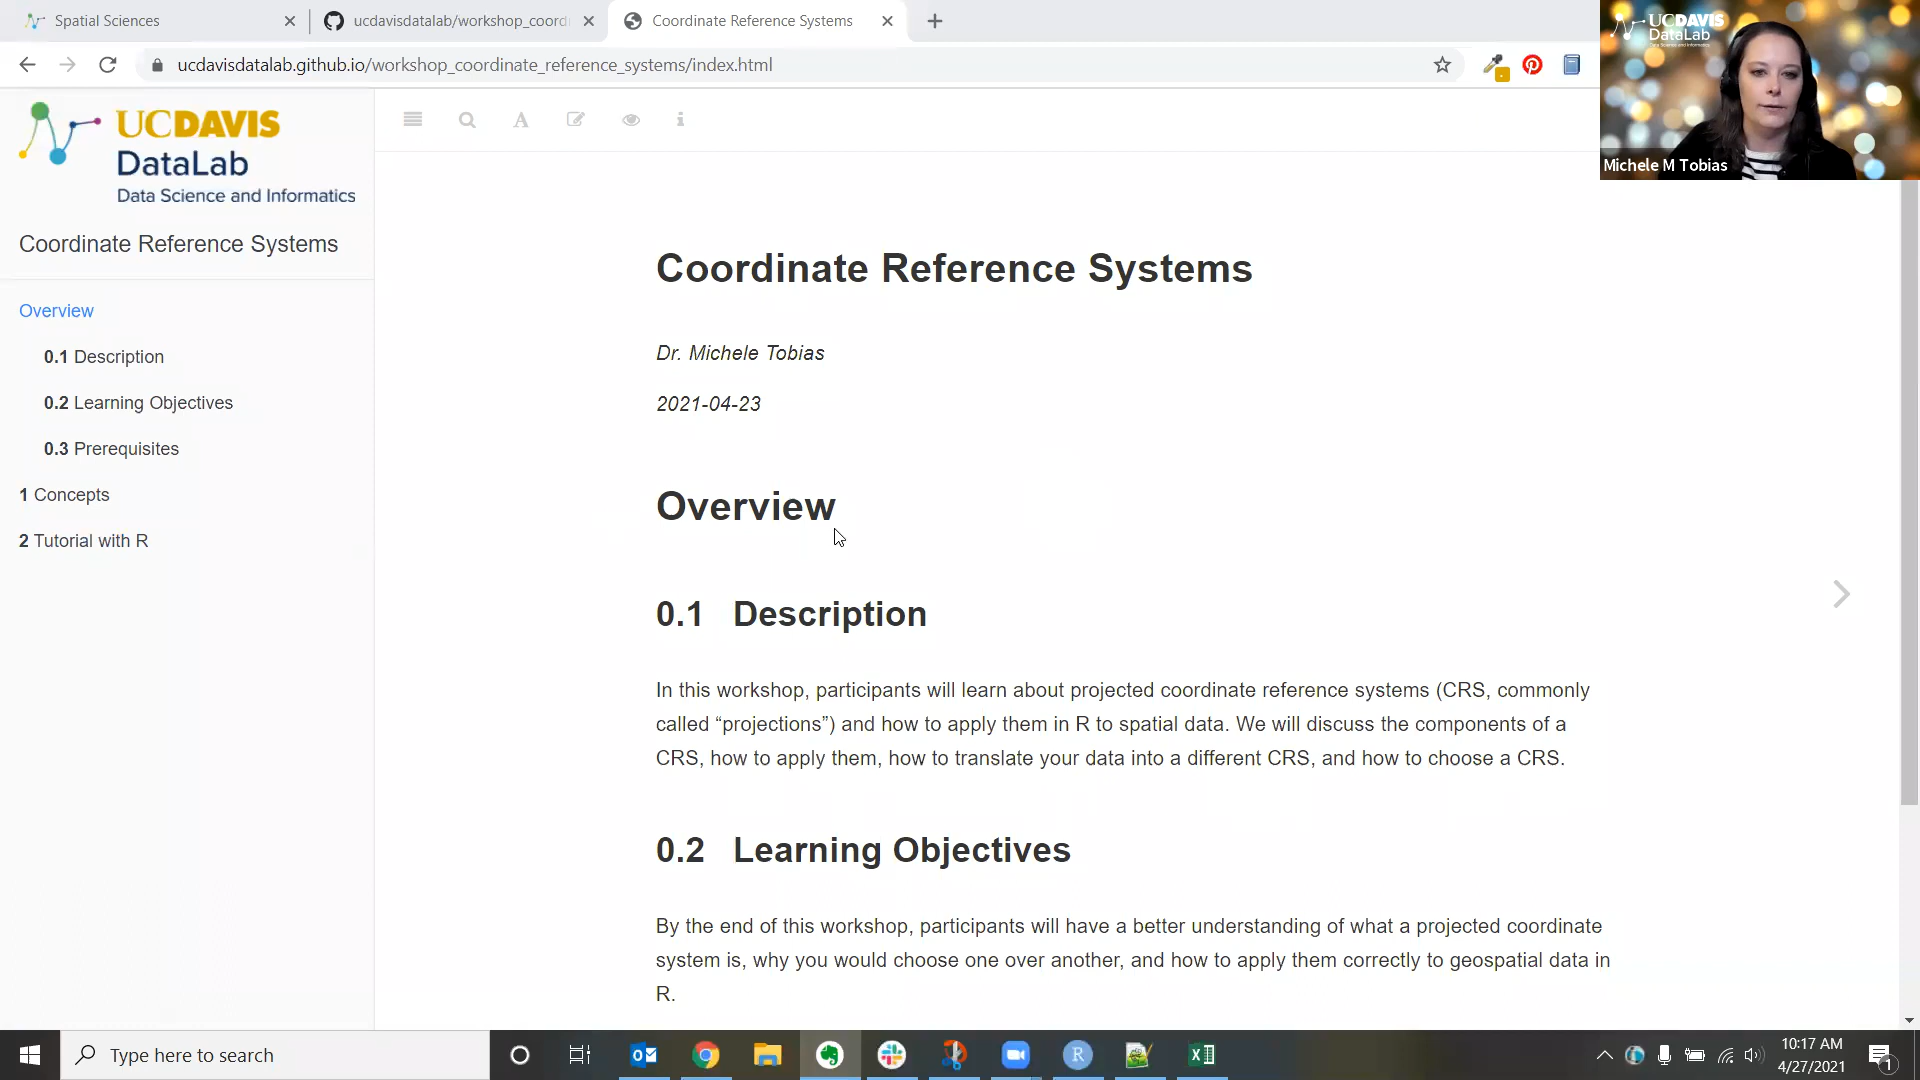 Spatial Sciences
ucdavisdatalab/workshop_coord
Coordinate Reference Systems
ucdavisdatalab.github.io/workshop_coordinate_reference_systems/index.html
UCDAVIS
DataLab
Michele M Tobias
UCDAVIS
DataLab
Data Science and Informatics
Coordinate Reference Systems
Overview
0.1 Description
0.2 Learning Objectives
0.3 Prerequisites
1 Concepts
2 Tutorial with R
Coordinate Reference Systems
Dr. Michele Tobias
2021-04-23
Overview
0.1 Description
In this workshop, participants will learn about projected coordinate reference systems (CRS, commonly
called “projections”) and how to apply them in R to spatial data. We will discuss the components of a
CRS, how to apply them, how to translate your data into a different CRS, and how to choose a CRS.
0.2 Learning Objectives
By the end of this workshop, participants will have a better understanding of what a projected coordinate
system is, why you would choose one over another, and how to apply them correctly to geospatial data in
R.
Type here to search
10:17 AM
4/27/2021
1